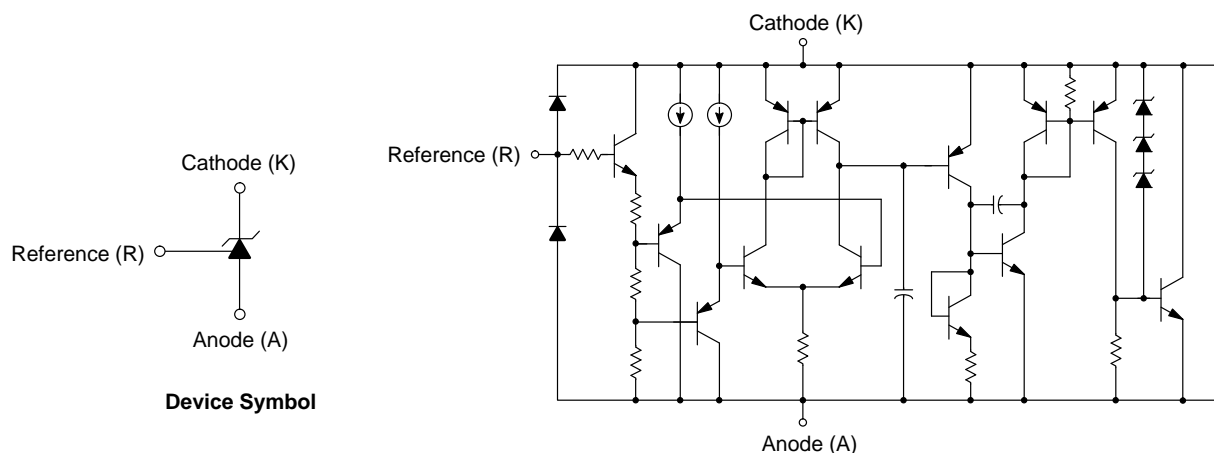 Cathode (K)
Reference (R)
Anode (A)
Device Symbol
Cathode (K)
Reference (R)
Anode (A)